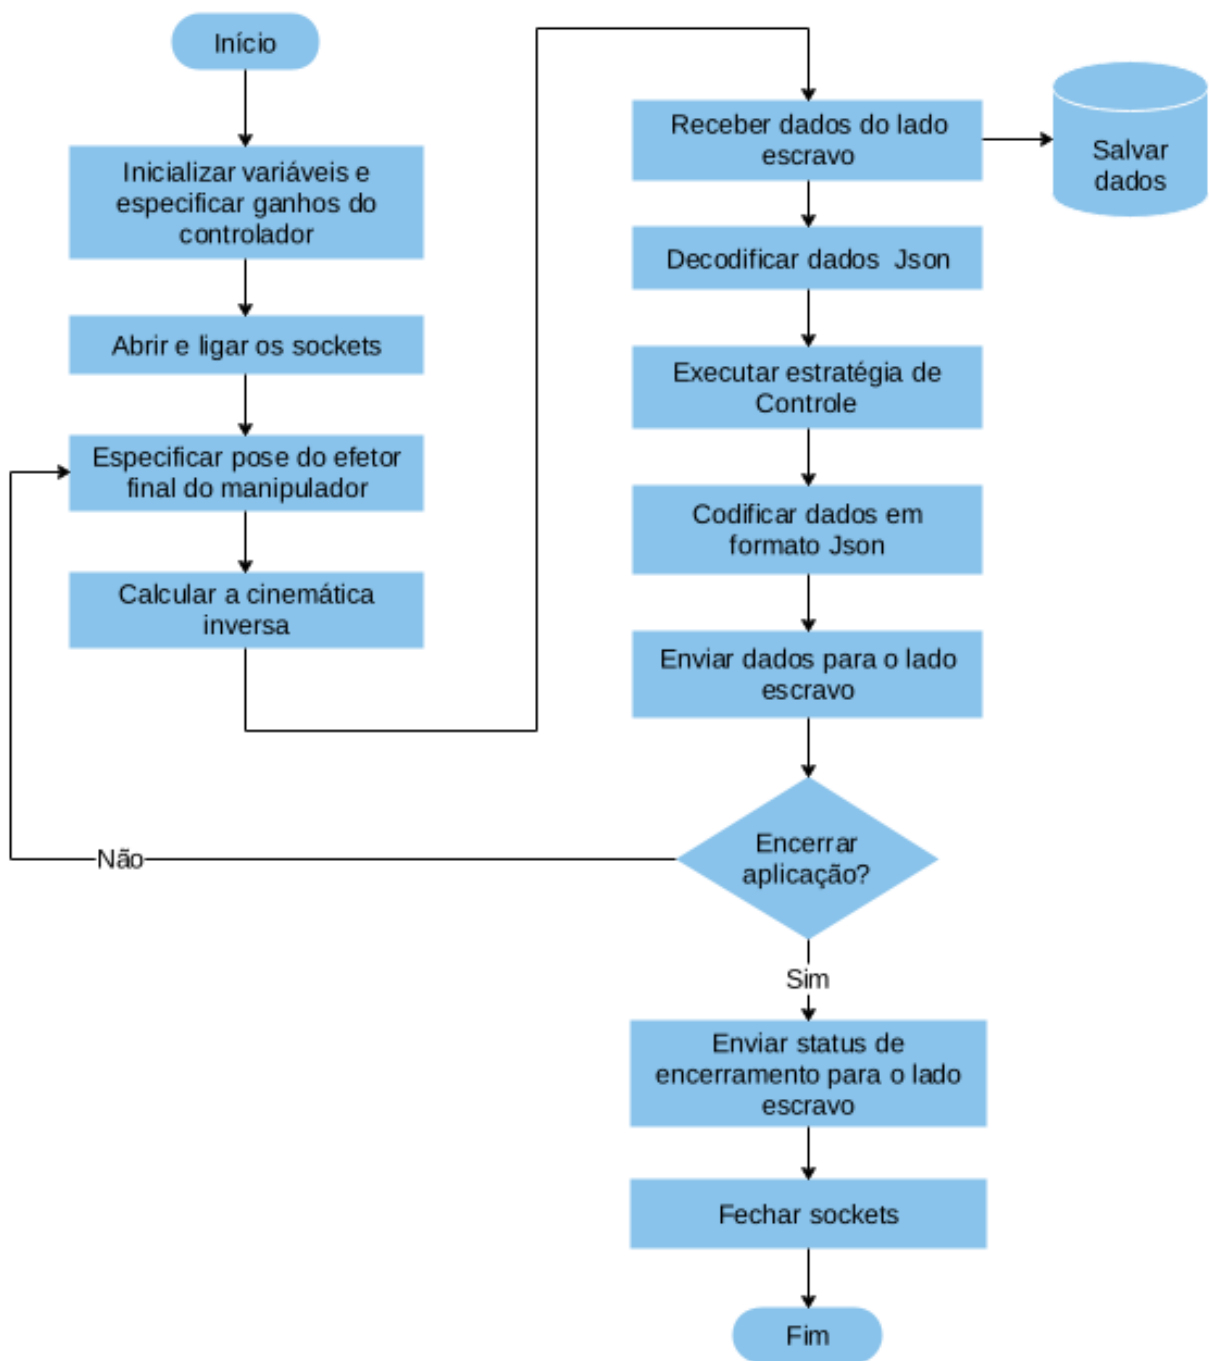 Início
Inicializar variáveis e
especificar ganhos do
controlador
Abrir e ligar os sockets
Especificar pose do efetor
final do manipulador
Calcular a cinemática
inversa
Receber dados do lado
escravo
Salvar
dados
Decodificar dados Json
Executar estratégia de
Controle
Codificar dados em
formato Json
Enviar dados para o lado
escravo
Encerrar
aplicação?
Não
Sim
Enviar status de
encerramento para o lado
escravo
Fechar sockets
Fim